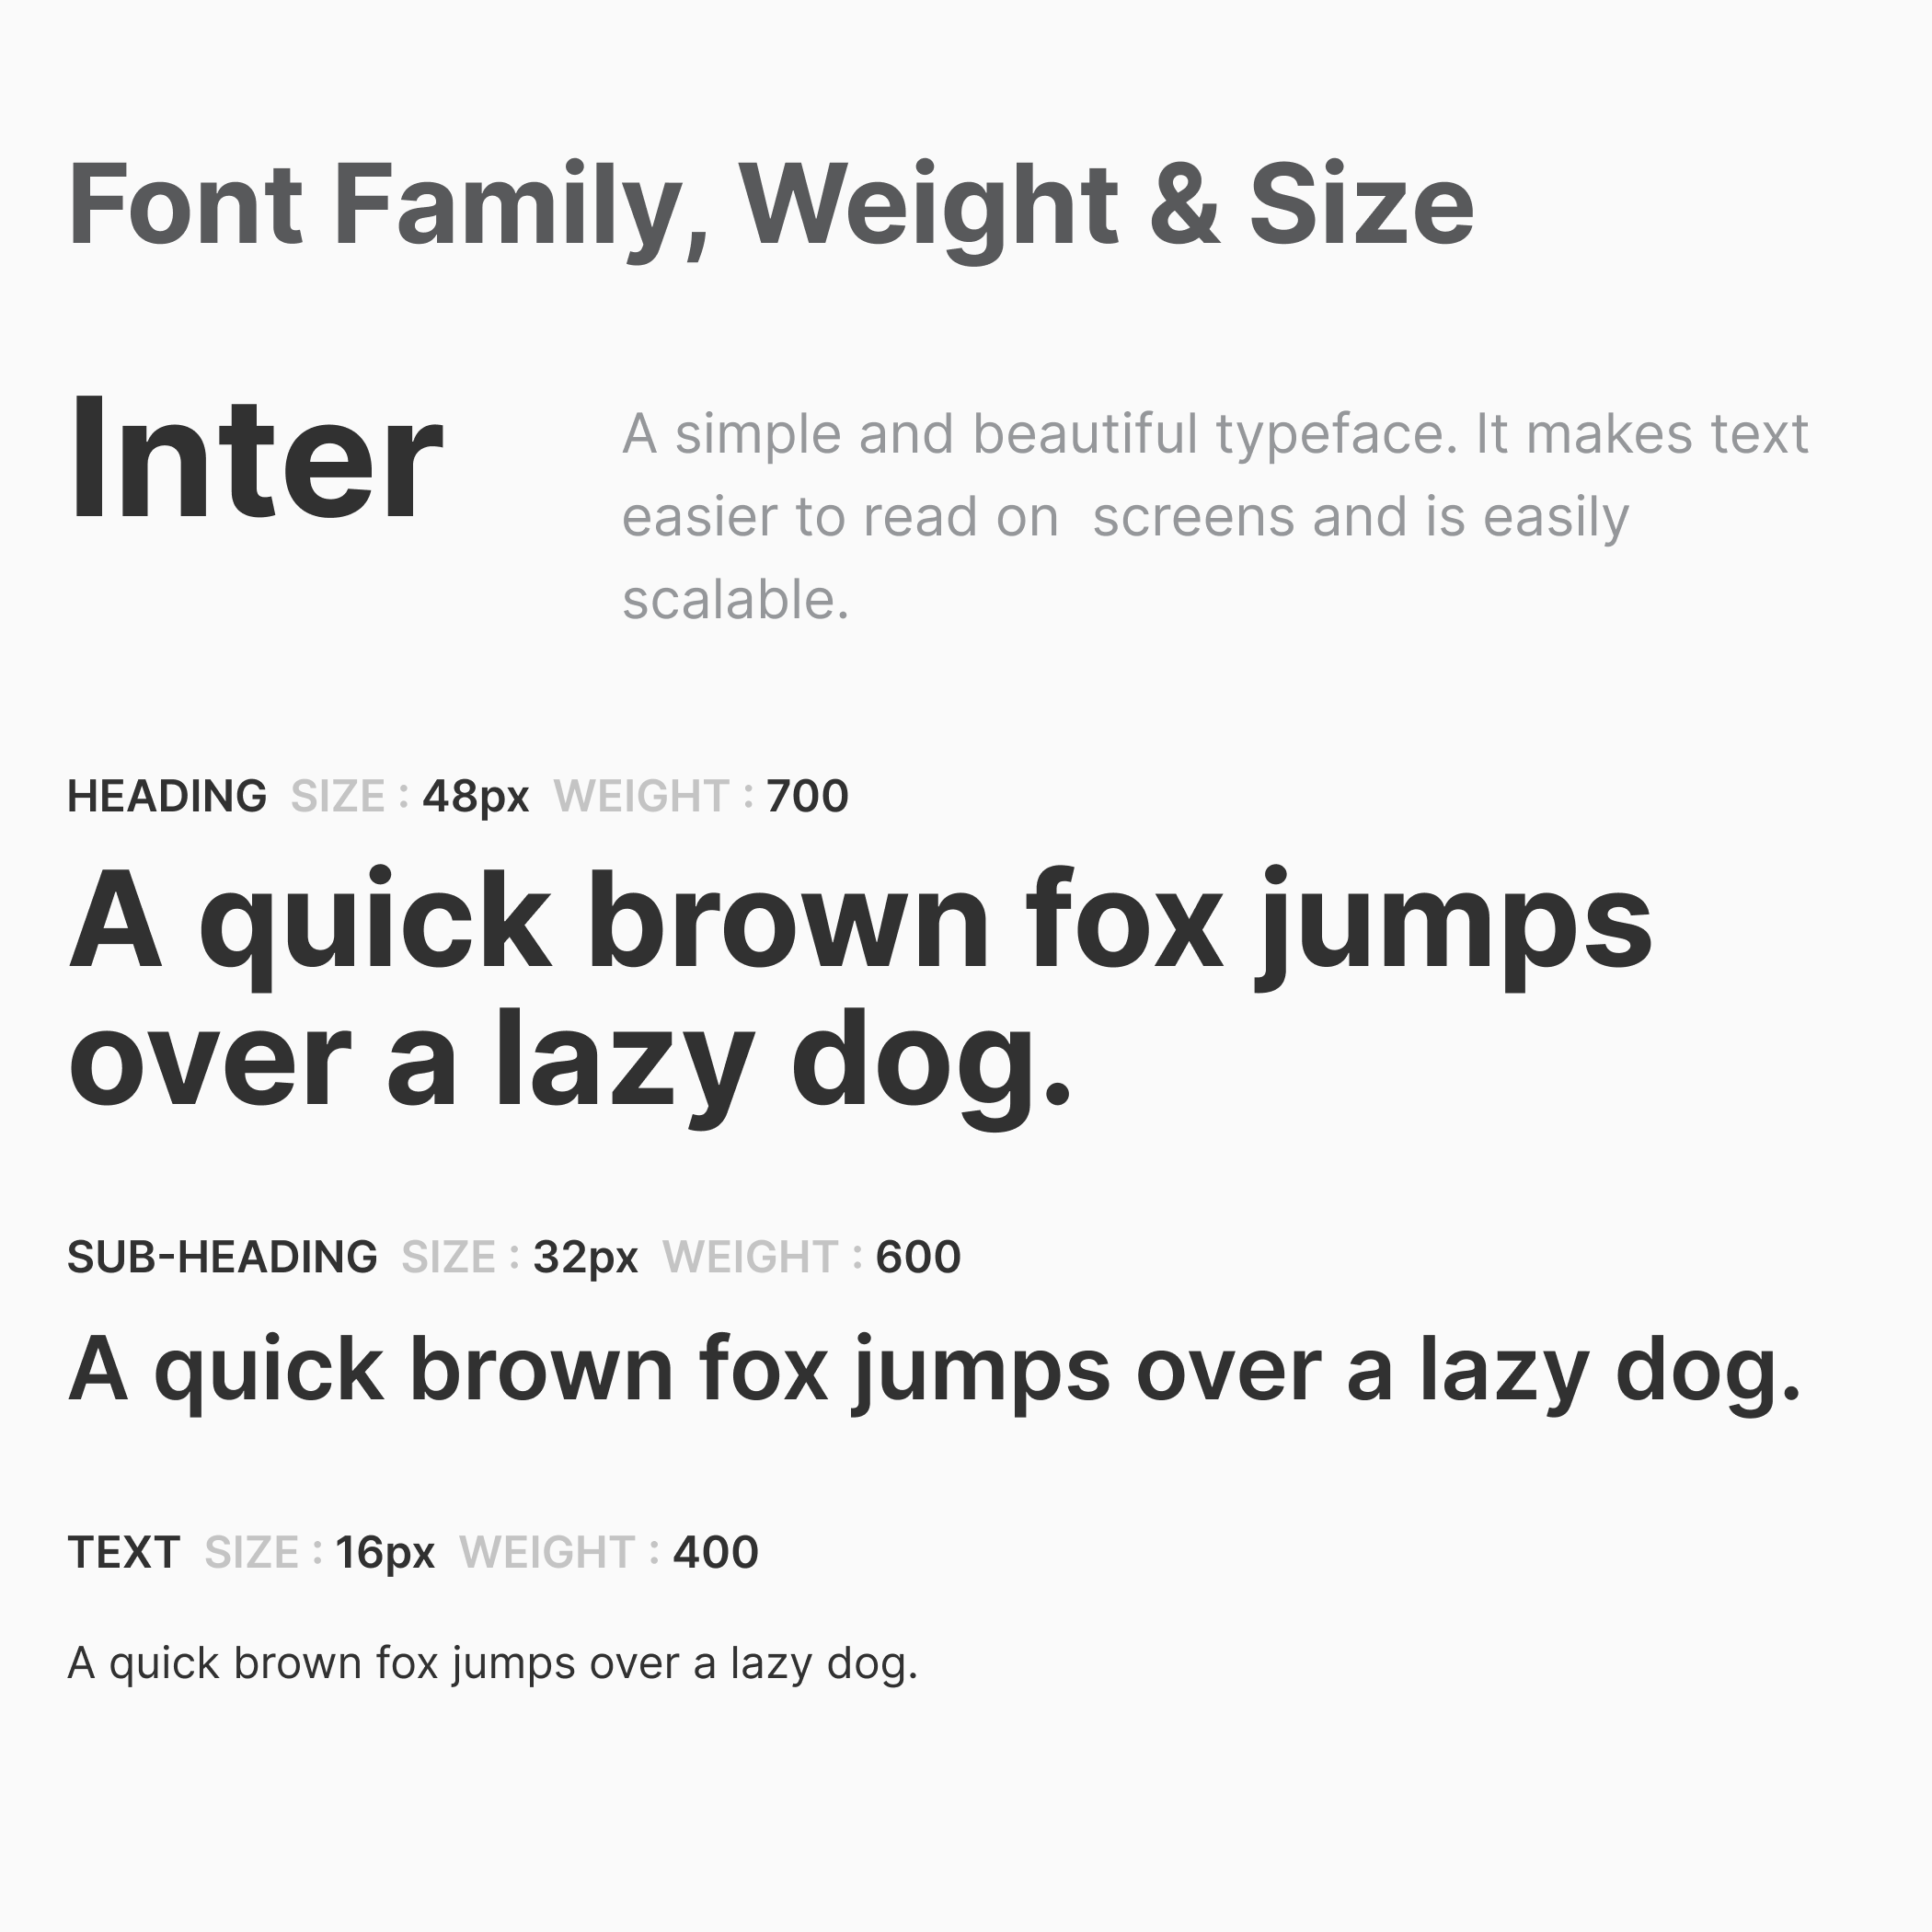 Font Family, Weight & Size
Inter
A simple and beautiful typeface. It makes text
easier to read on  screens and is easily
scalable.
HEADING SIZE : 48px WEIGHT : 700
A quick brown fox jumps
over a lazy dog.
SUB-HEADING SIZE : 32px WEIGHT : 600
A quick brown fox jumps over a lazy dog.
TEXT SIZE : 16px WEIGHT : 400
A quick brown fox jumps over a lazy dog.